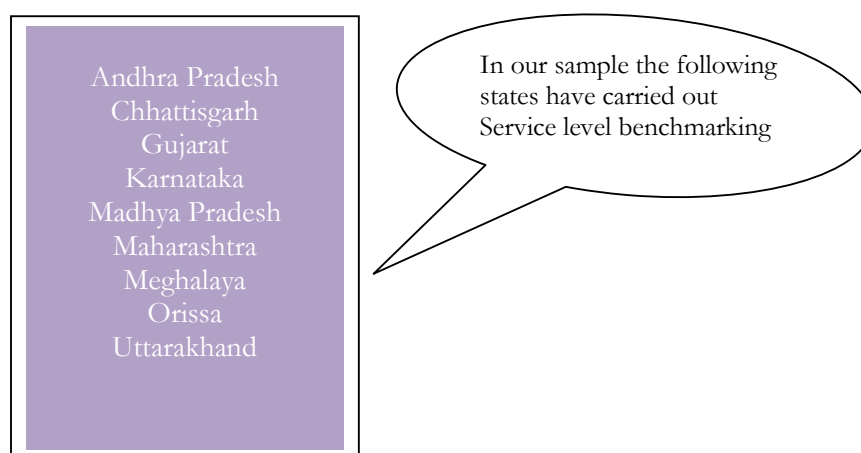 Andhra Pradesh
Chhattisgarh
Gujarat
Karnataka
Madhya Pradesh
Maharashtra
Meghalaya
Orissa
Uttarakhand
In our sample the following
states have carried out
Service level benchmarking